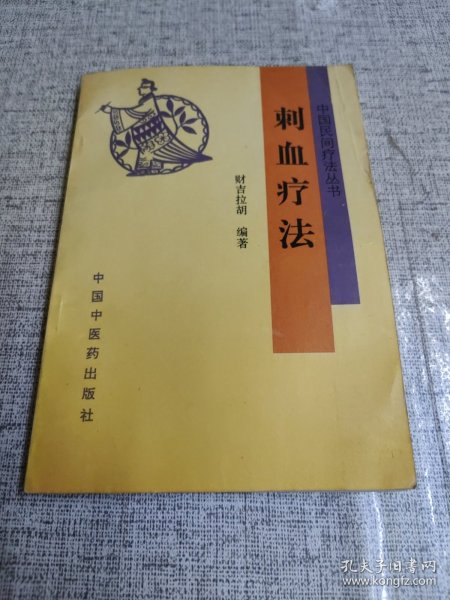 中国民间疗法丛书
刺血疗法
财吉拉胡 编著
中国中医药出版社
孔夫子旧书网
www.kongfz.com